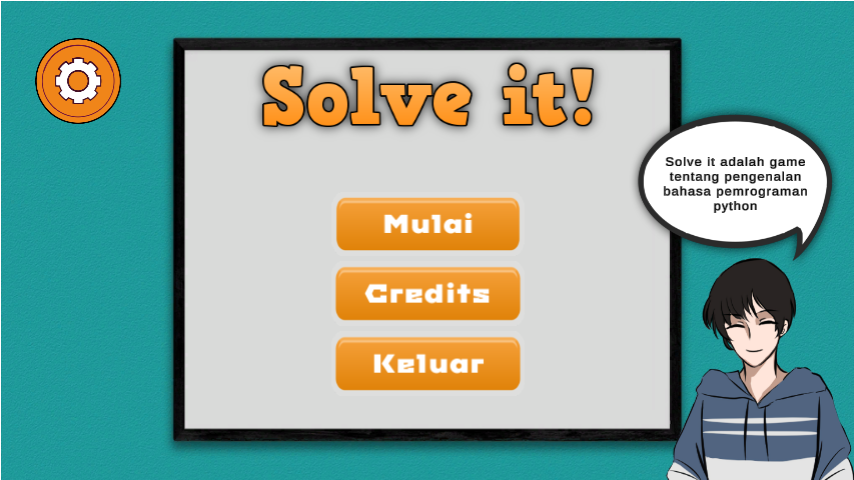 Solve it!
Solve it adalah game
tentang pengenalan
bahasa pemrograman
python
Mulai
Credits
Keluar